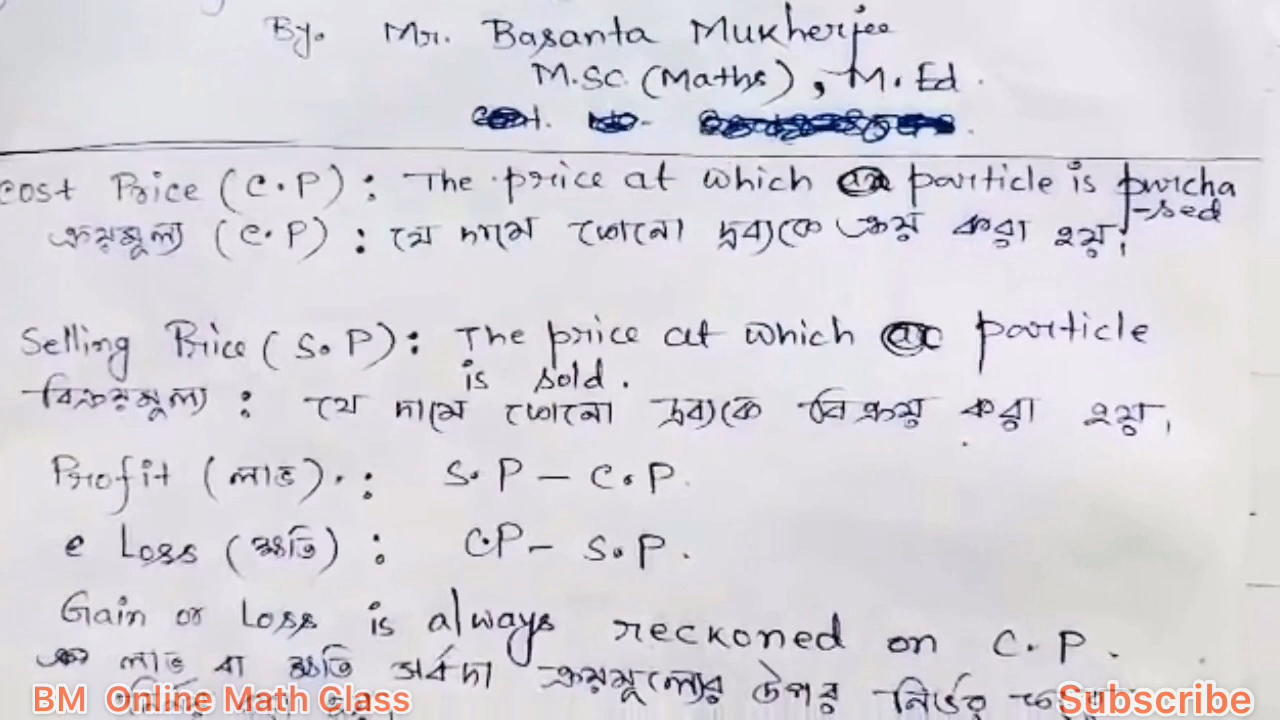 By. Mr. Basanta Mukherjee
M.Sc. (Maths), M. Ed.
Cost Price (C.P) : The price at which particle is purcha
-sed
ক্রয়মূল্য (C.P) : যে দামে কোনো দ্রব্যকে ক্রয় করা হয়।
Selling Price (S.P) : The price at which particle
is sold.
বিক্রয়মূল্য : যে দামে কোনো দ্রব্যকে বিক্রয় করা হয়।
Profit (লাভ) . : S.P - C.P.
e Loss (ক্ষতি) : C.P - S.P.
Gain or Loss is always reckoned on C.P.
লাভ বা ক্ষতি সর্বদা ক্রয়মূল্যের উপর নির্ভর
BM Online Math Class
Subscribe